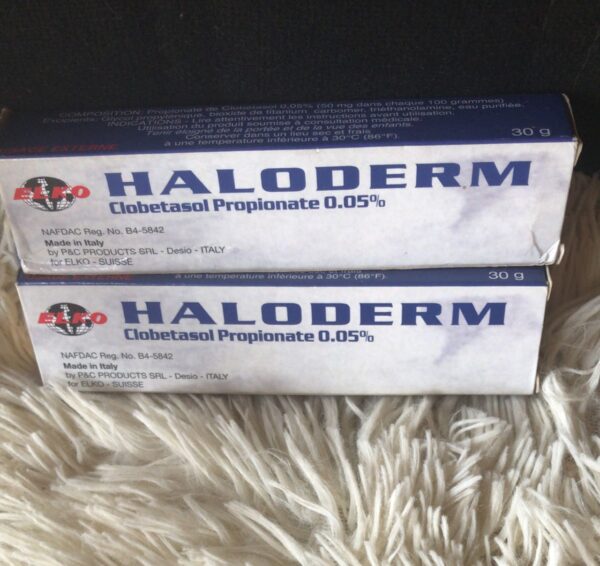 COMPOSITION: Propionate de Clobetasol 0,05% (50 mg dans chaque 100 grammes)
Excipients: Glycol propylénique, bioxide de titanium, carbomer, triethanolamine, eau purifiée.
INDICATIONS: Lire attentivement les instructions avant utilisation.
Utilisation du produit soumise à consultation médicale.
Tenir éloigné de la portée et de la vue des enfants.
Conserver dans un lieu sec et frais
à une température inférieure à 30°C (86°F).
EXTERNE
30 g
ELKO
HALODERM
Clobetasol Propionate 0.05%
NAFDAC Reg. No. B4-5842
Made in Italy
by P&C PRODUCTS SRL - Desio - ITALY
for ELKO - SUISSE
à une température inférieure à 30°C (86°F).
30 g
ELKO
HALODERM
Clobetasol Propionate 0.05%
NAFDAC Reg. No. B4-5842
Made in Italy
by P&C PRODUCTS SRL - Desio - ITALY
for ELKO - SUISSE